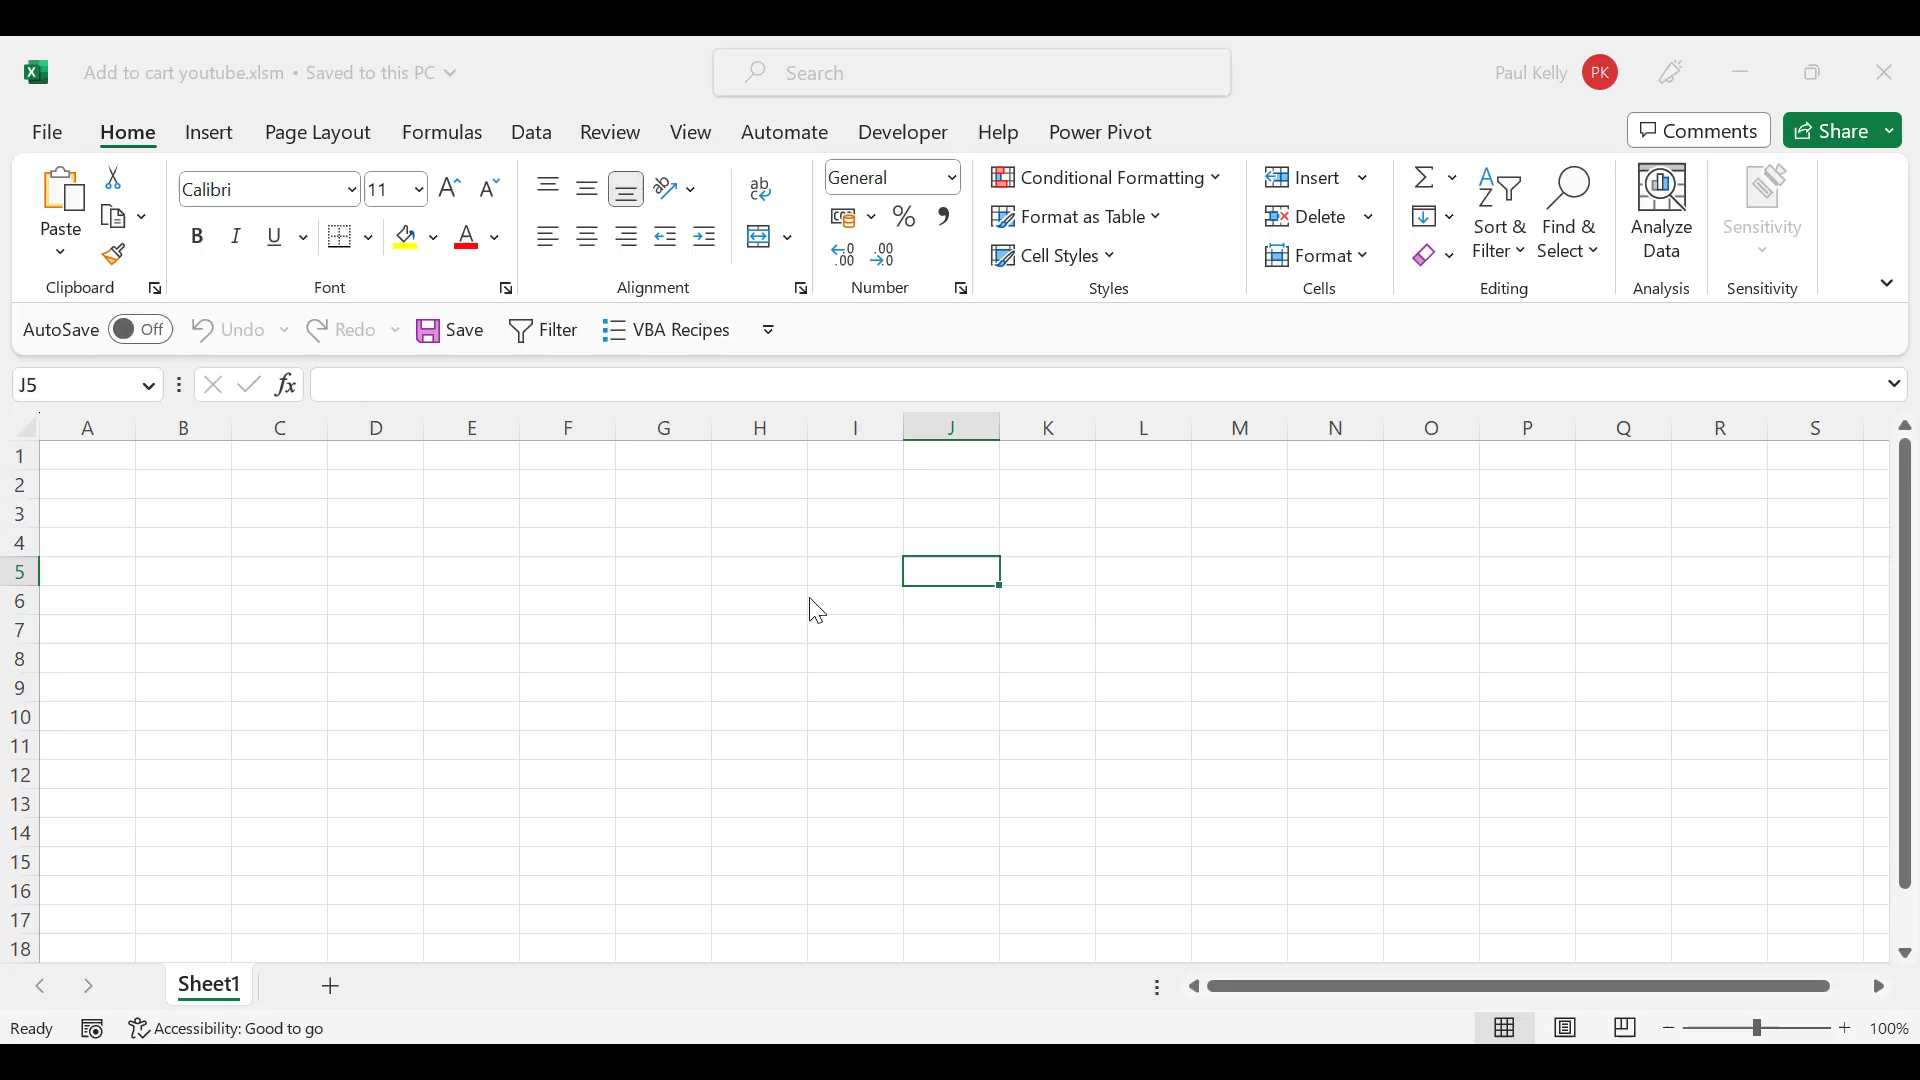 Add to cart youtube.xlsm • Saved to this PC
Search
Paul Kelly PK
File Home Insert Page Layout Formulas Data Review View Automate Developer Help Power Pivot
Comments Share
Paste
Clipboard
Calibri 11
B I U A
Font
ab
Alignment
General
% 9
.00 .00
Number
Conditional Formatting
Format as Table
Cell Styles
Styles
Insert
Delete
Format
Cells
Sort & Filter
Find & Select
Editing
Analyze Data
Analysis
Sensitivity
Sensitivity
AutoSave Off Undo Redo Save Filter VBA Recipes
J5 fx
A B C D E F G H I J K L M N O P Q R S
1
2
3
4
5
6
7
8
9
10
11
12
13
14
15
16
17
18
Sheet1
Ready Accessibility: Good to go 100%